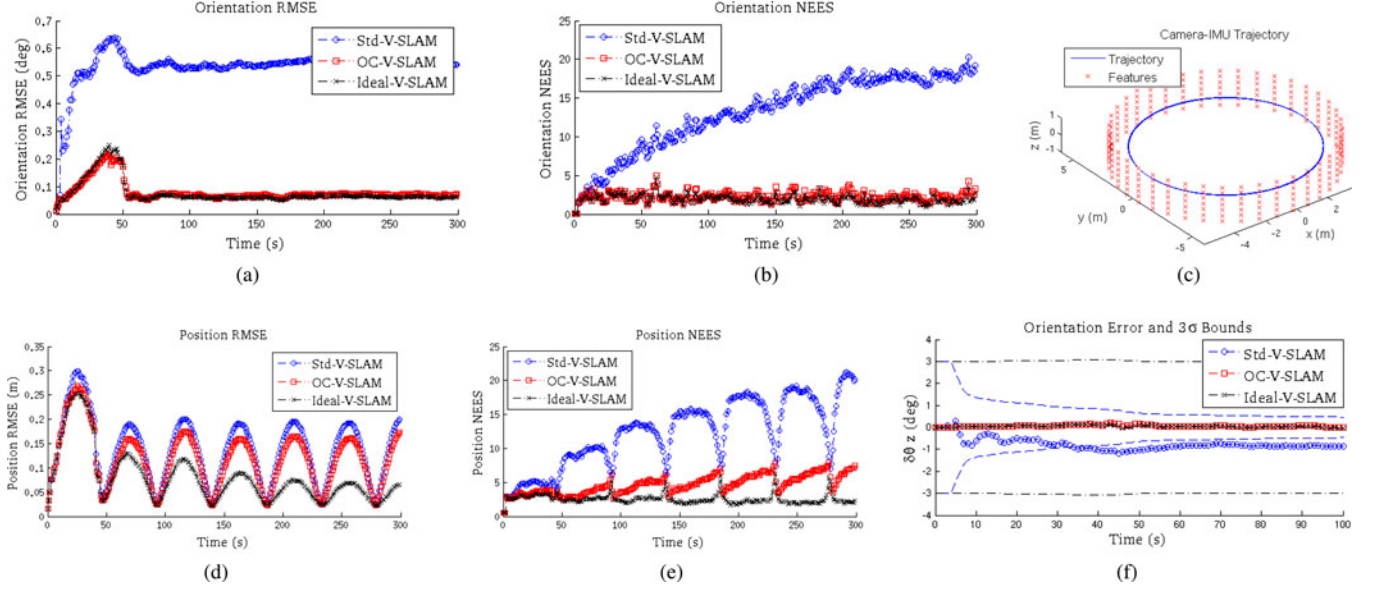 Orientation RMSE
0.7
0.6
0.5
0.4
0.3
0.2
0.1
0
Orientation RMSE (deg)
Std-V-SLAM
OC-V-SLAM
Ideal-V-SLAM
0 50 100 150 200 250 300
Time (s)
(a)
Orientation NEES
25
20
15
10
5
0
Orientation NEES
Std-V-SLAM
OC-V-SLAM
Ideal-V-SLAM
0 50 100 150 200 250 300
Time (s)
(b)
Camera-IMU Trajectory
Trajectory
Features
1
0
-1
z (m)
5
0
-5
y (m)
-4
-2
0
2
x (m)
(c)
Position RMSE
0.35
0.3
0.25
0.2
0.15
0.1
0.05
0
Position RMSE (m)
Std-V-SLAM
OC-V-SLAM
Ideal-V-SLAM
0 50 100 150 200 250 300
Time (s)
(d)
Position NEES
25
20
15
10
5
0
Position NEES
Std-V-SLAM
OC-V-SLAM
Ideal-V-SLAM
0 50 100 150 200 250 300
Time (s)
(e)
Orientation Error and 3σ Bounds
4
3
2
1
0
-1
-2
-3
-4
δθ z (deg)
Std-V-SLAM
OC-V-SLAM
Ideal-V-SLAM
0 10 20 30 40 50 60 70 80 90 100
Time (s)
(f)